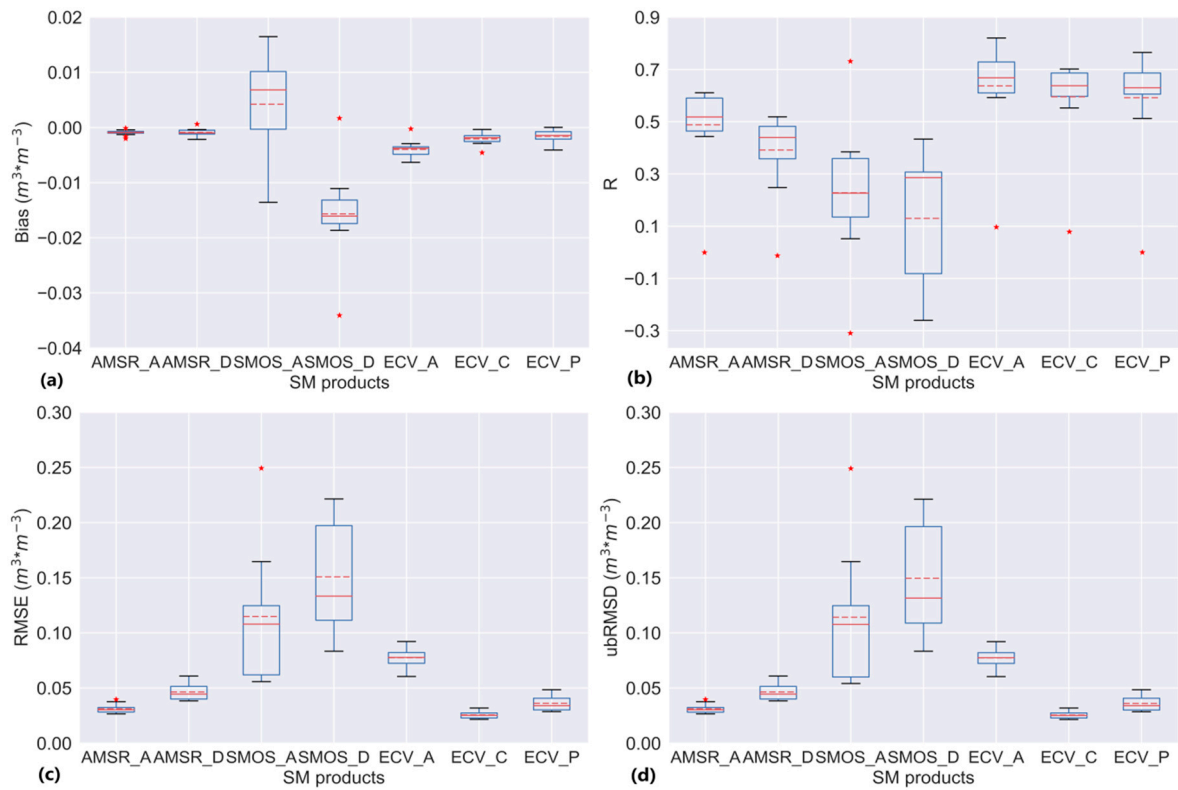 0.02
0.01
0.00
−0.01
−0.02
−0.03
−0.04
Bias (m³*m⁻³)
AMSR_A AMSR_D SMOS_A SMOS_D ECV_A ECV_C ECV_P
(a) SM products
0.9
0.7
0.5
0.3
0.1
−0.1
−0.3
R
AMSR_A AMSR_D SMOS_A SMOS_D ECV_A ECV_C ECV_P
(b) SM products
0.30
0.25
0.20
0.15
0.10
0.05
0.00
RMSE (m³*m⁻³)
AMSR_A AMSR_D SMOS_A SMOS_D ECV_A ECV_C ECV_P
(c) SM products
0.30
0.25
0.20
0.15
0.10
0.05
0.00
ubRMSD (m³*m⁻³)
AMSR_A AMSR_D SMOS_A SMOS_D ECV_A ECV_C ECV_P
(d) SM products